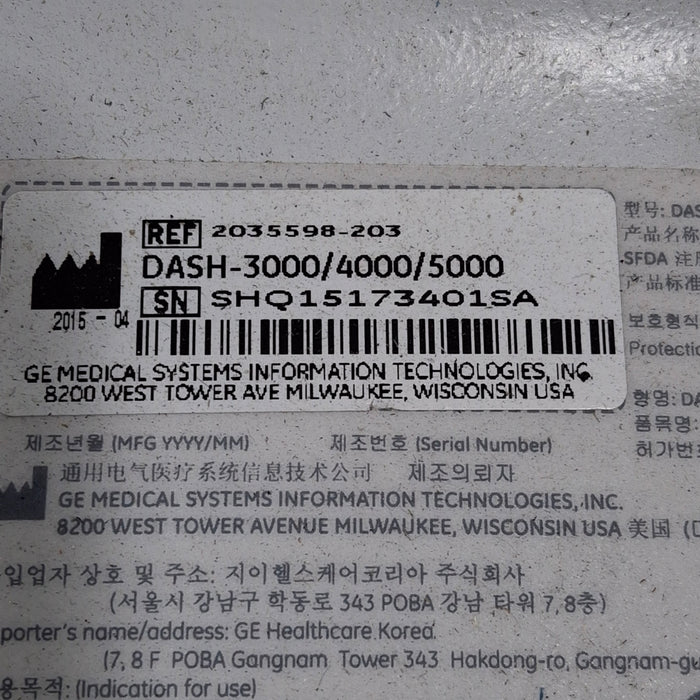 REF 2035598-203
DASH-3000/4000/5000
SN SHQ15173401SA
2015-04
GE MEDICAL SYSTEMS INFORMATION TECHNOLOGIES, INC.
8200 WEST TOWER AVE MILWAUKEE, WISCONSIN USA
型号: DAS
产品名称
SFDA 注册
产品标准
保护形式
Protectio
형명: DA
품목명:
허가번호
제조년월 (MFG YYYY/MM) 제조번호 (Serial Number)
通用电气医疗系统信息技术公司 제조의뢰자
GE MEDICAL SYSTEMS INFORMATION TECHNOLOGIES, INC.
8200 WEST TOWER AVENUE MILWAUKEE, WISCONSIN USA 美国
입업자 상호 및 주소: 지이헬스케어코리아 주식회사
(서울시 강남구 학동로 343 POBA 강남 타워 7, 8층)
porter's name/address: GE Healthcare Korea.
(7, 8 F POBA Gangnam Tower 343 Hakdong-ro, Gangnam-gu
용목적: (Indication for use)